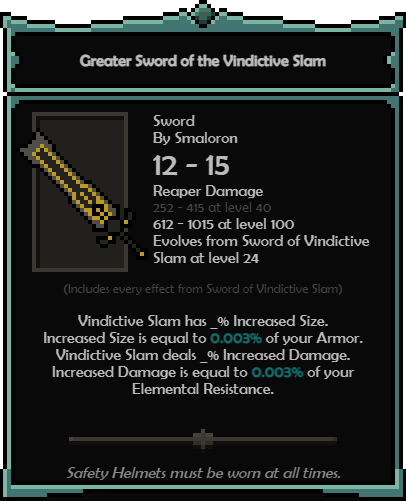 Greater Sword of the Vindictive Slam
Sword
By Smaloron
12 - 15
Reaper Damage
252 - 415 at level 40
612 - 1015 at level 100
Evolves from Sword of Vindictive
Slam at level 24
(Includes every effect from Sword of Vindictive Slam)
Vindictive Slam has _% Increased Size.
Increased Size is equal to 0.003% of your Armor.
Vindictive Slam deals _% Increased Damage.
Increased Damage is equal to 0.003% of your
Elemental Resistance.
Safety Helmets must be worn at all times.